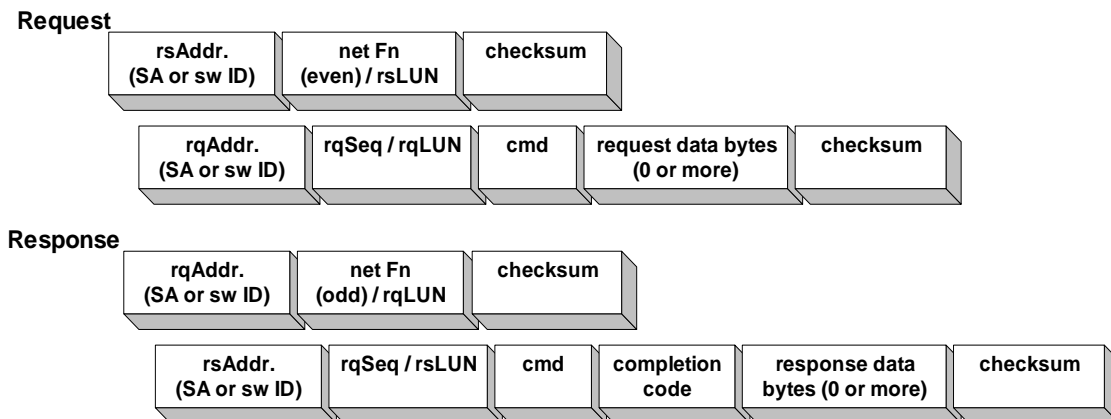 Request
rsAddr. net Fn checksum
(SA or sw ID) (even) / rsLUN
rqAddr. rqSeq / rqLUN cmd request data bytes checksum
(SA or sw ID) (0 or more)
Response
rqAddr. net Fn checksum
(SA or sw ID) (odd) / rqLUN
rsAddr. rqSeq / rsLUN cmd completion response data checksum
(SA or sw ID) code bytes (0 or more)